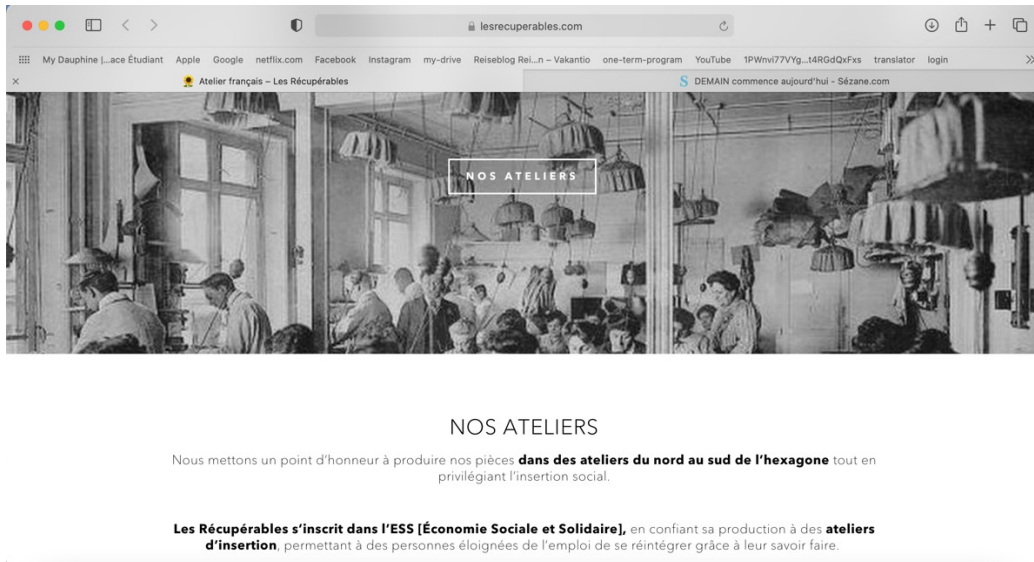 lesrecuperables.com
My Dauphine |...ace Étudiant Apple Google netflix.com Facebook Instagram my-drive Reiseblog Rei...n – Vakantio one-term-program YouTube 1PWnvi77VYg...t4RGdQxFxs translator login
Atelier français – Les Récupérables
S DEMAIN commence aujourd'hui - Sézane.com
NOS ATELIERS
NOS ATELIERS
Nous mettons un point d'honneur à produire nos pièces dans des ateliers du nord au sud de l'hexagone tout en
privilégiant l'insertion social.
Les Récupérables s'inscrit dans l'ESS [Économie Sociale et Solidaire], en confiant sa production à des ateliers
d'insertion, permettant à des personnes éloignées de l'emploi de se réintégrer grâce à leur savoir faire.